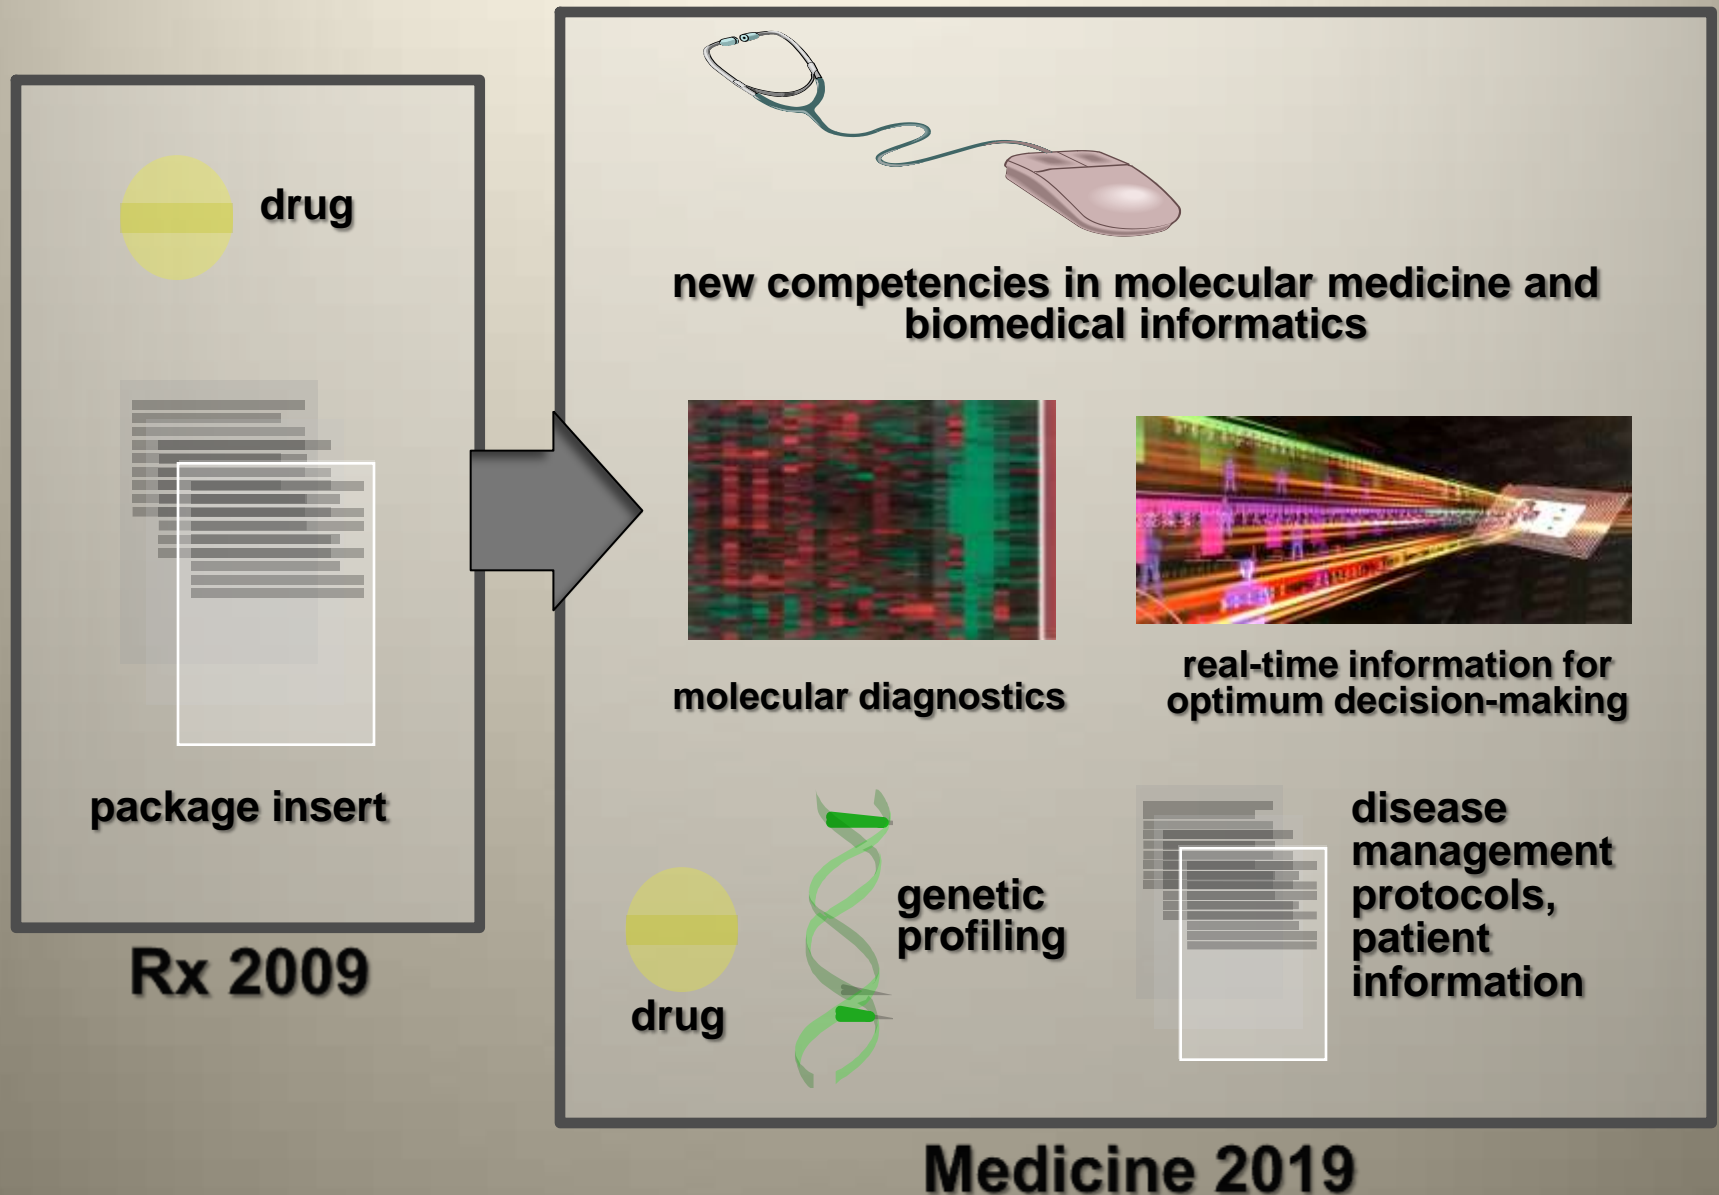 drug
package insert
Rx 2009
new competencies in molecular medicine and
biomedical informatics
molecular diagnostics
real-time information for
optimum decision-making
drug
genetic
profiling
disease
management
protocols,
patient
information
Medicine 2019